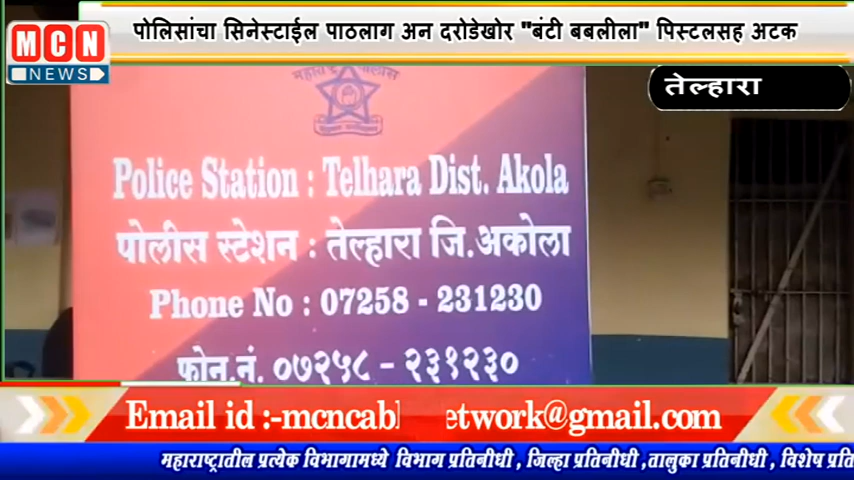 पोलिसांचा सिनेस्टाईल पाठलाग अन दरोडेखोर "बंटी बबलीला" पिस्टलसह अटक
MCN
NEWS
तेल्हारा
Police Station : Telhara Dist. Akola
पोलीस स्टेशन : तेल्हारा जि.अकोला
Phone No : 07258 - 231230
फोन.नं. ०७२५८ - २३१२३०
Email id :-mcncabl etwork@gmail.com
महाराष्ट्रातील प्रत्येक विभागामध्ये विभाग प्रतिनीधी , जिल्हा प्रतिनीधी ,तालुका प्रतिनीधी , विशेष प्रति